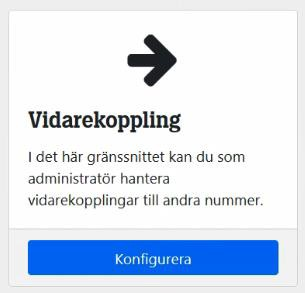 Vidarekoppling
I det här gränssnittet kan du som
administratör hantera
vidarekopplingar till andra nummer.
Konfigurera